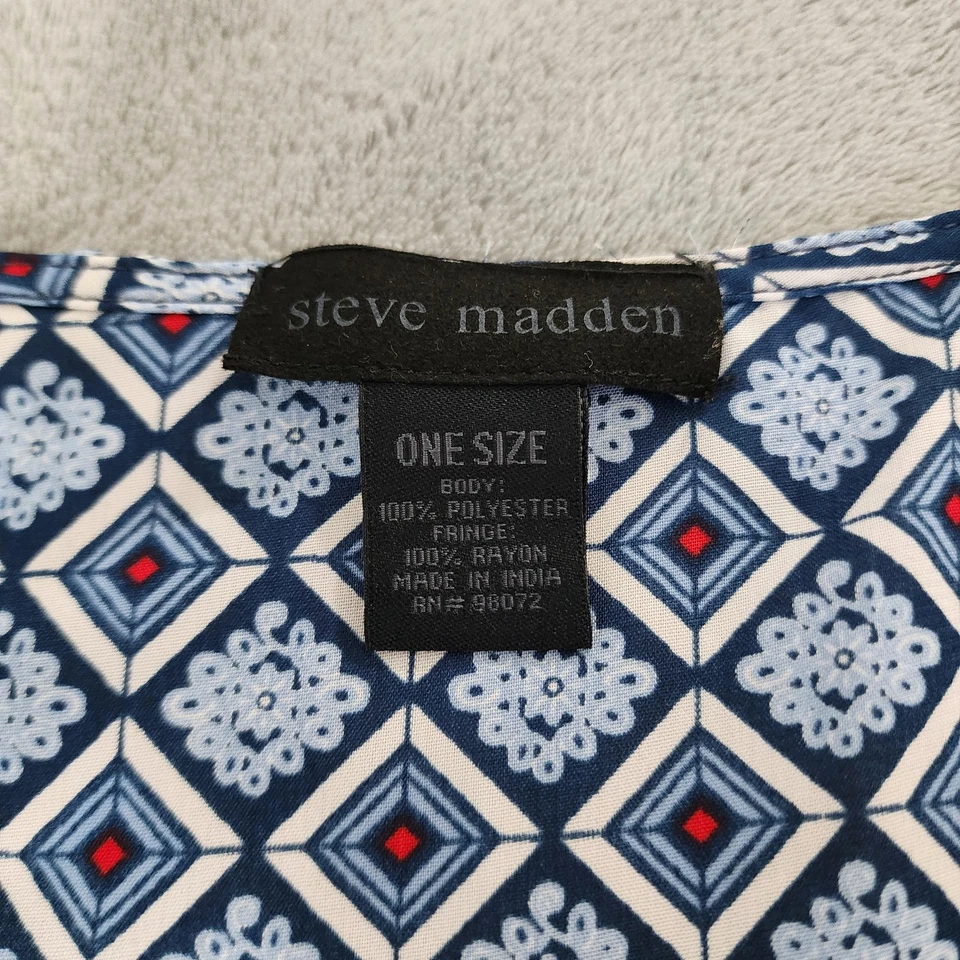 steve madden
ONE SIZE
BODY:
100% POLYESTER
FRINGE:
100% RAYON
MADE IN INDIA
RN# 98072